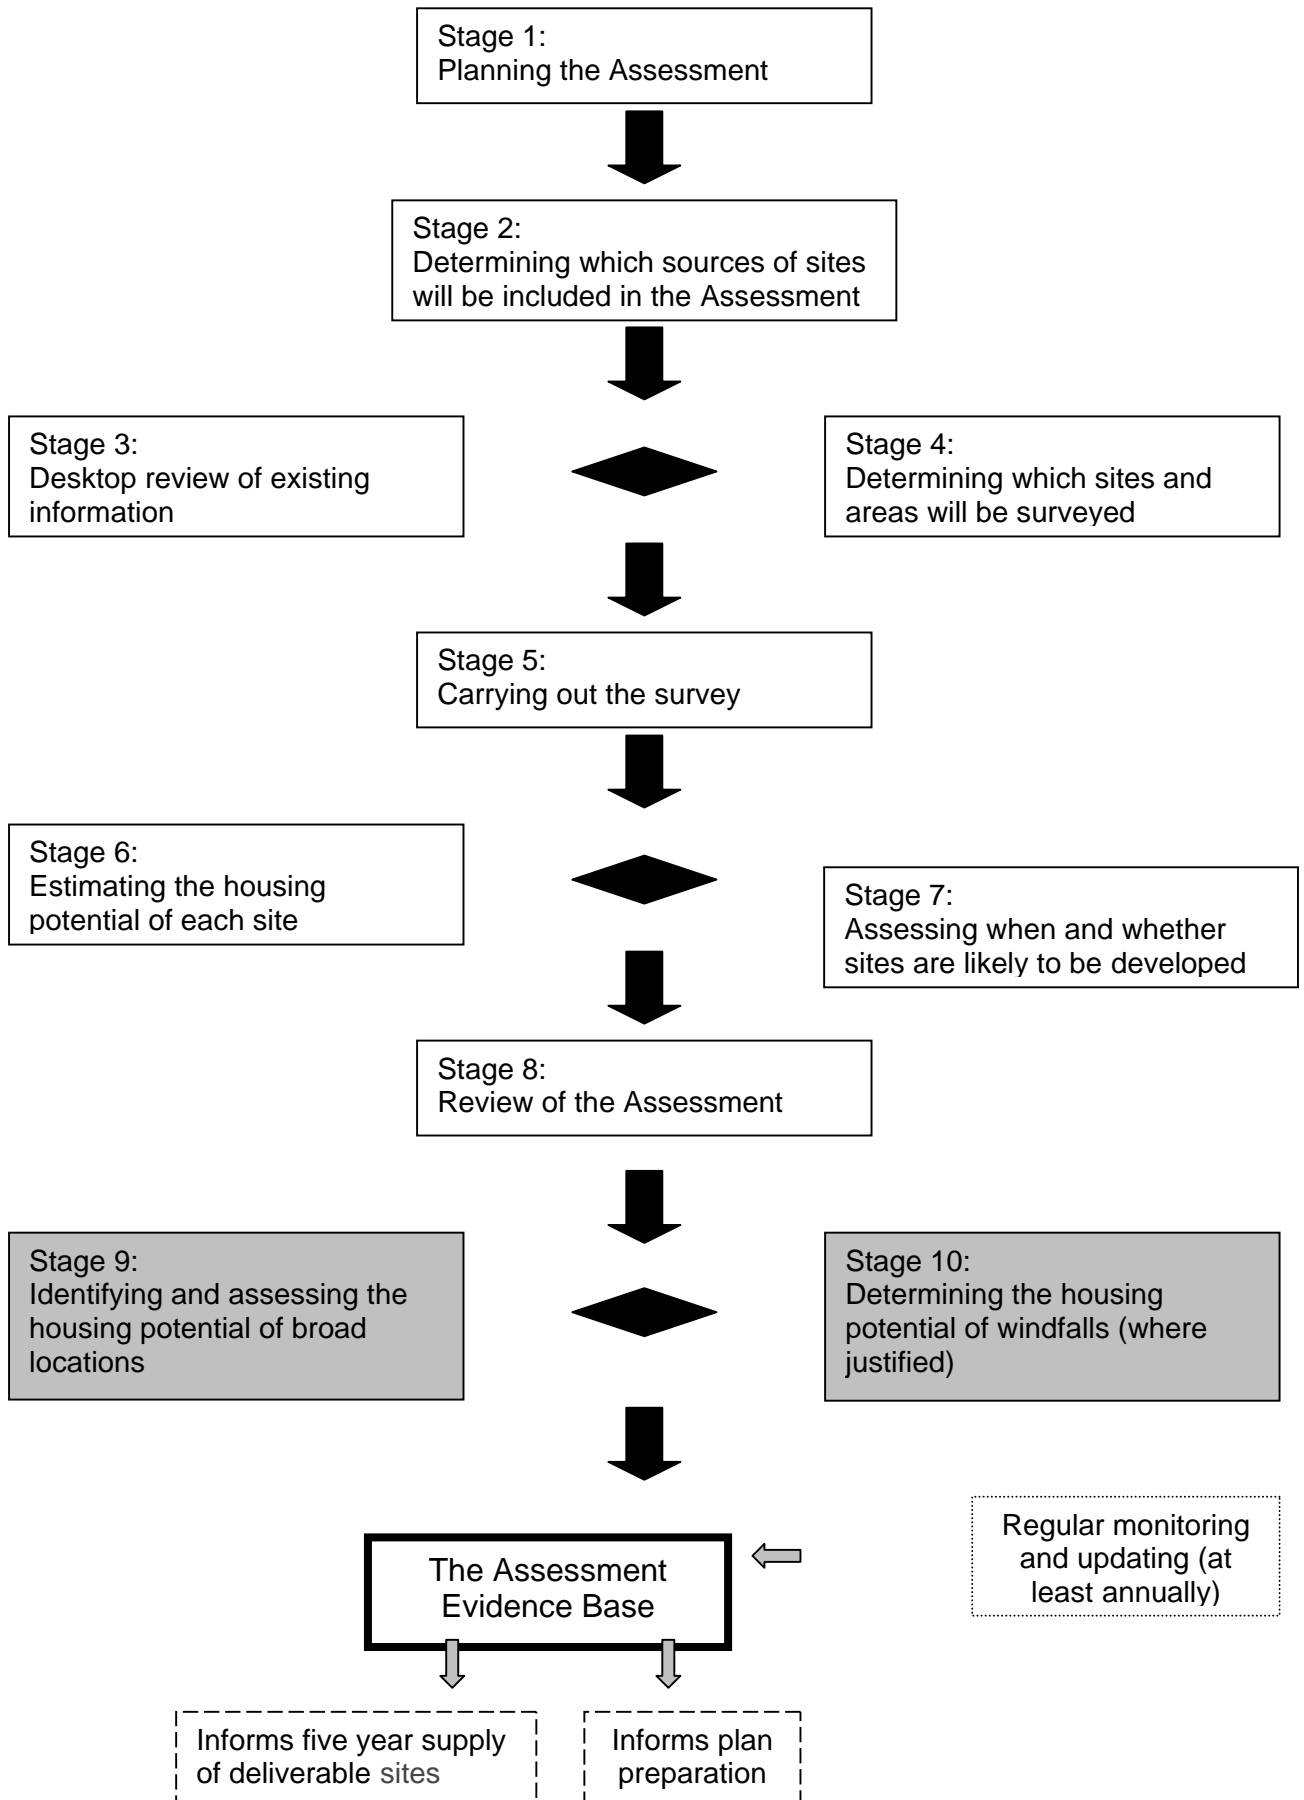 Stage 1:
Planning the Assessment
Stage 2:
Determining which sources of sites
will be included in the Assessment
Stage 3:
Desktop review of existing
information
Stage 4:
Determining which sites and
areas will be surveyed
Stage 5:
Carrying out the survey
Stage 6:
Estimating the housing
potential of each site
Stage 7:
Assessing when and whether
sites are likely to be developed
Stage 8:
Review of the Assessment
Stage 9:
Identifying and assessing the
housing potential of broad
locations
Stage 10:
Determining the housing
potential of windfalls (where
justified)
Regular monitoring
and updating (at
least annually)
The Assessment
Evidence Base
Informs five year supply
of deliverable sites
Informs plan
preparation